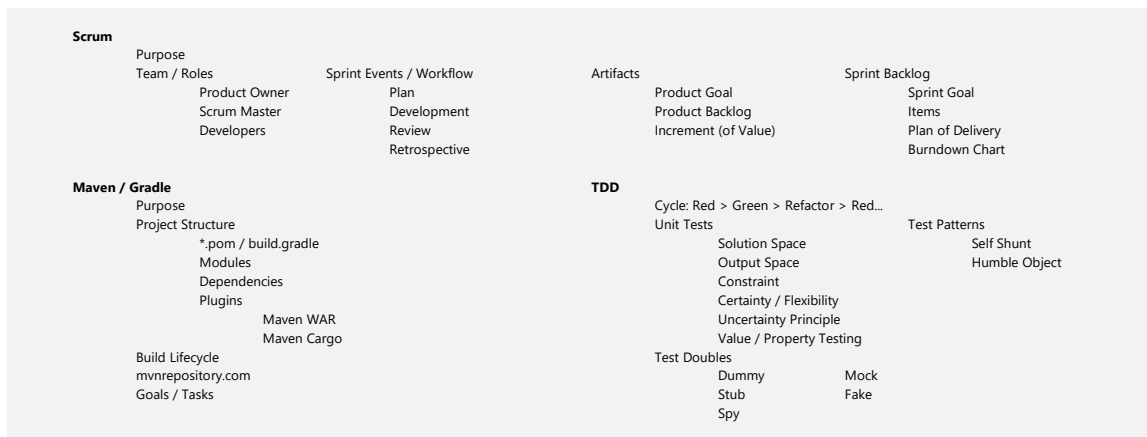 Scrum
Purpose
Team / Roles
Product Owner
Scrum Master
Developers
Sprint Events / Workflow
Plan
Development
Review
Retrospective
Artifacts
Product Goal
Product Backlog
Increment (of Value)
Sprint Backlog
Sprint Goal
Items
Plan of Delivery
Burndown Chart
Maven / Gradle
Purpose
Project Structure
*.pom / build.gradle
Modules
Dependencies
Plugins
Maven WAR
Maven Cargo
Build Lifecycle
mvnrepository.com
Goals / Tasks
TDD
Cycle: Red > Green > Refactor > Red...
Unit Tests
Solution Space
Output Space
Constraint
Certainty / Flexibility
Uncertainty Principle
Value / Property Testing
Test Patterns
Self Shunt
Humble Object
Test Doubles
Dummy
Stub
Spy
Mock
Fake